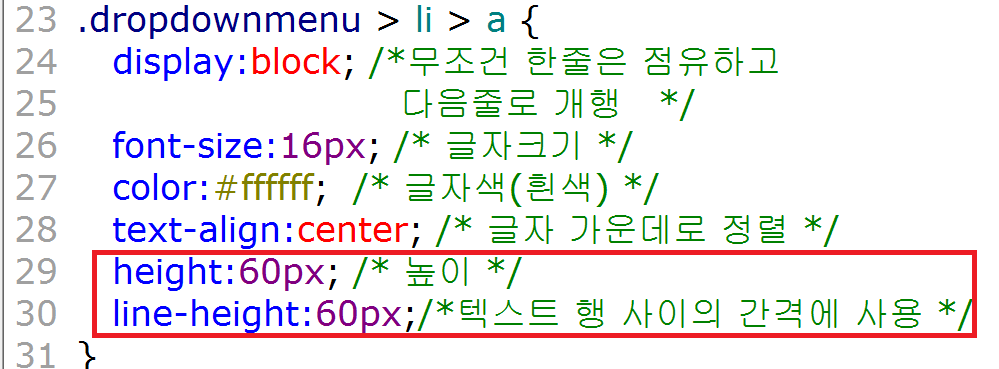 23 .dropdownmenu > li > a {
24 display:block; /*무조건 한줄은 점유하고
25 다음줄로 개행 */
26 font-size:16px; /* 글자크기 */
27 color:#ffffff; /* 글자색(흰색) */
28 text-align:center; /* 글자 가운데로 정렬 */
29 height:60px; /* 높이 */
30 line-height:60px;/*텍스트 행 사이의 간격에 사용 */
31 }